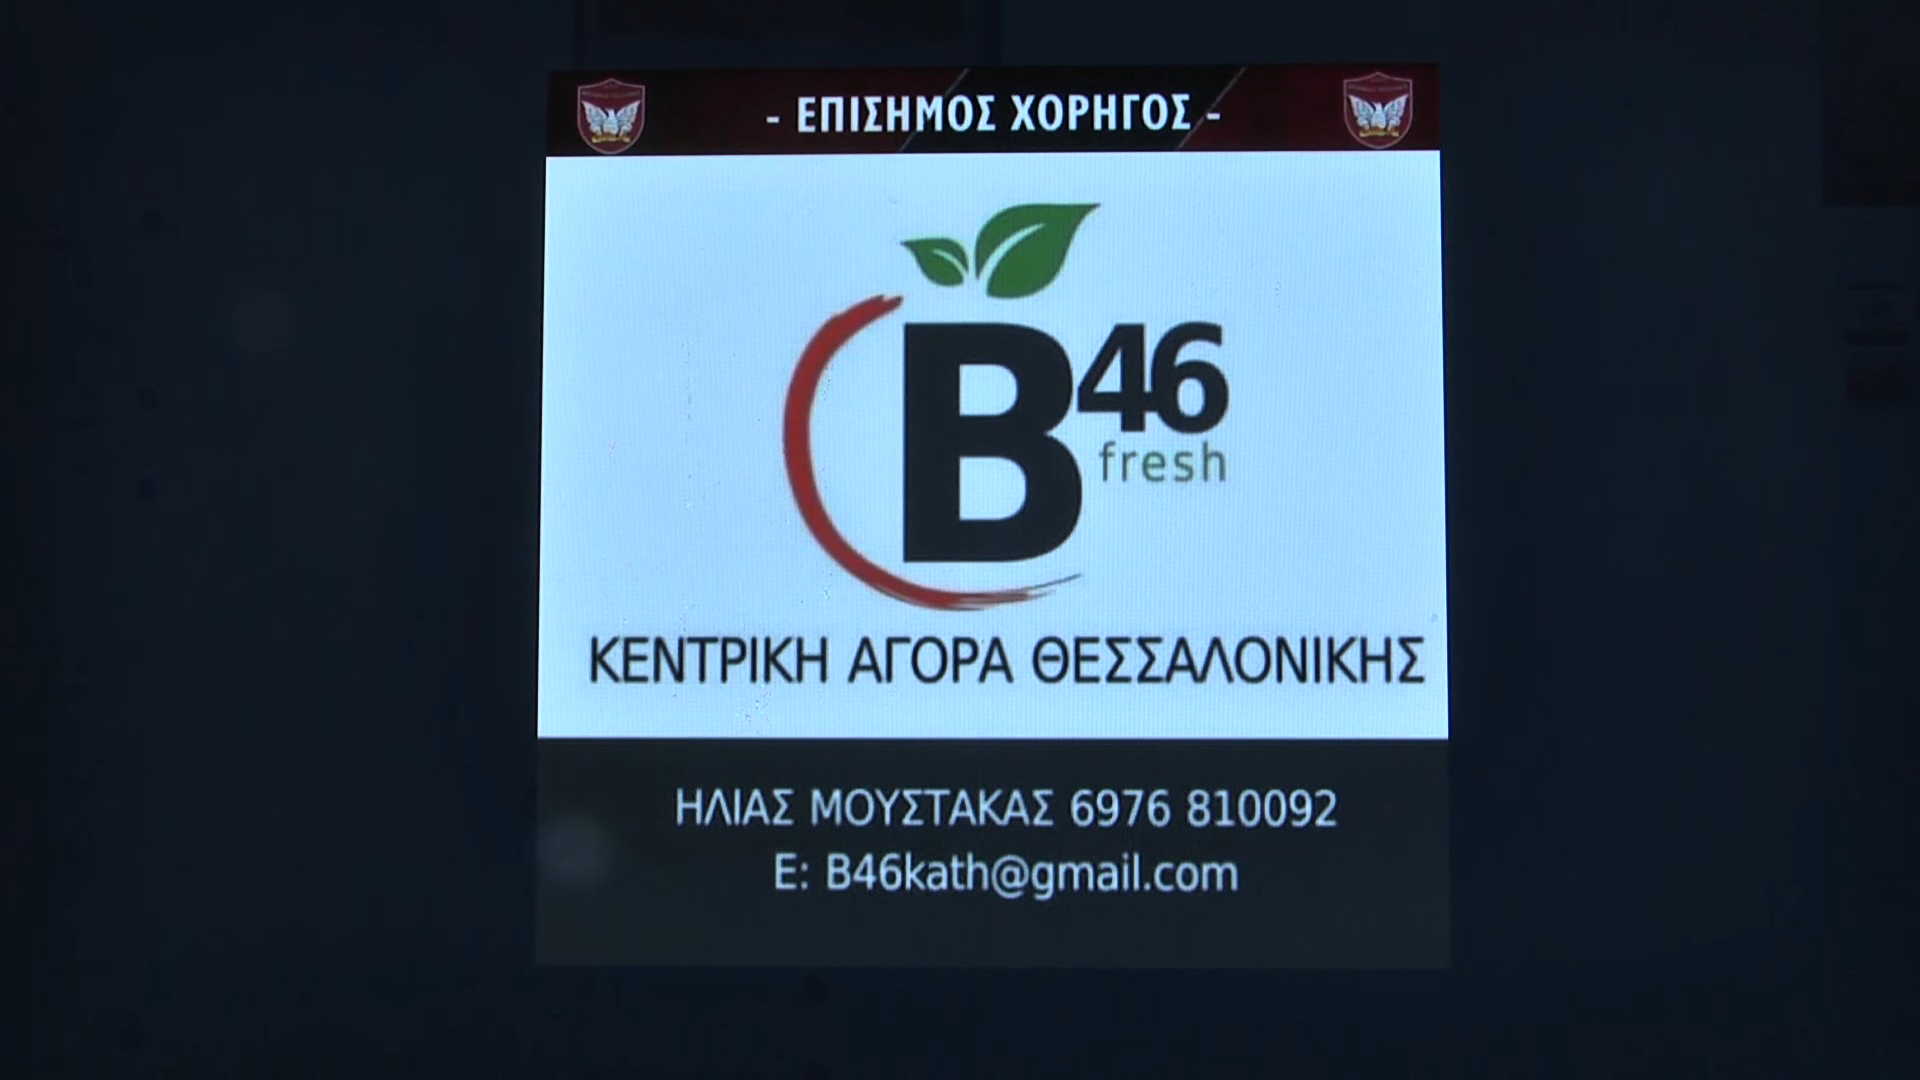 - ΕΠΙΣΗΜΟΣ ΧΟΡΗΓΟΣ -
B46
fresh
ΚΕΝΤΡΙΚΗ ΑΓΟΡΑ ΘΕΣΣΑΛΟΝΙΚΗΣ
ΗΛΙΑΣ ΜΟΥΣΤΑΚΑΣ 6976 810092
E: B46kath@gmail.com